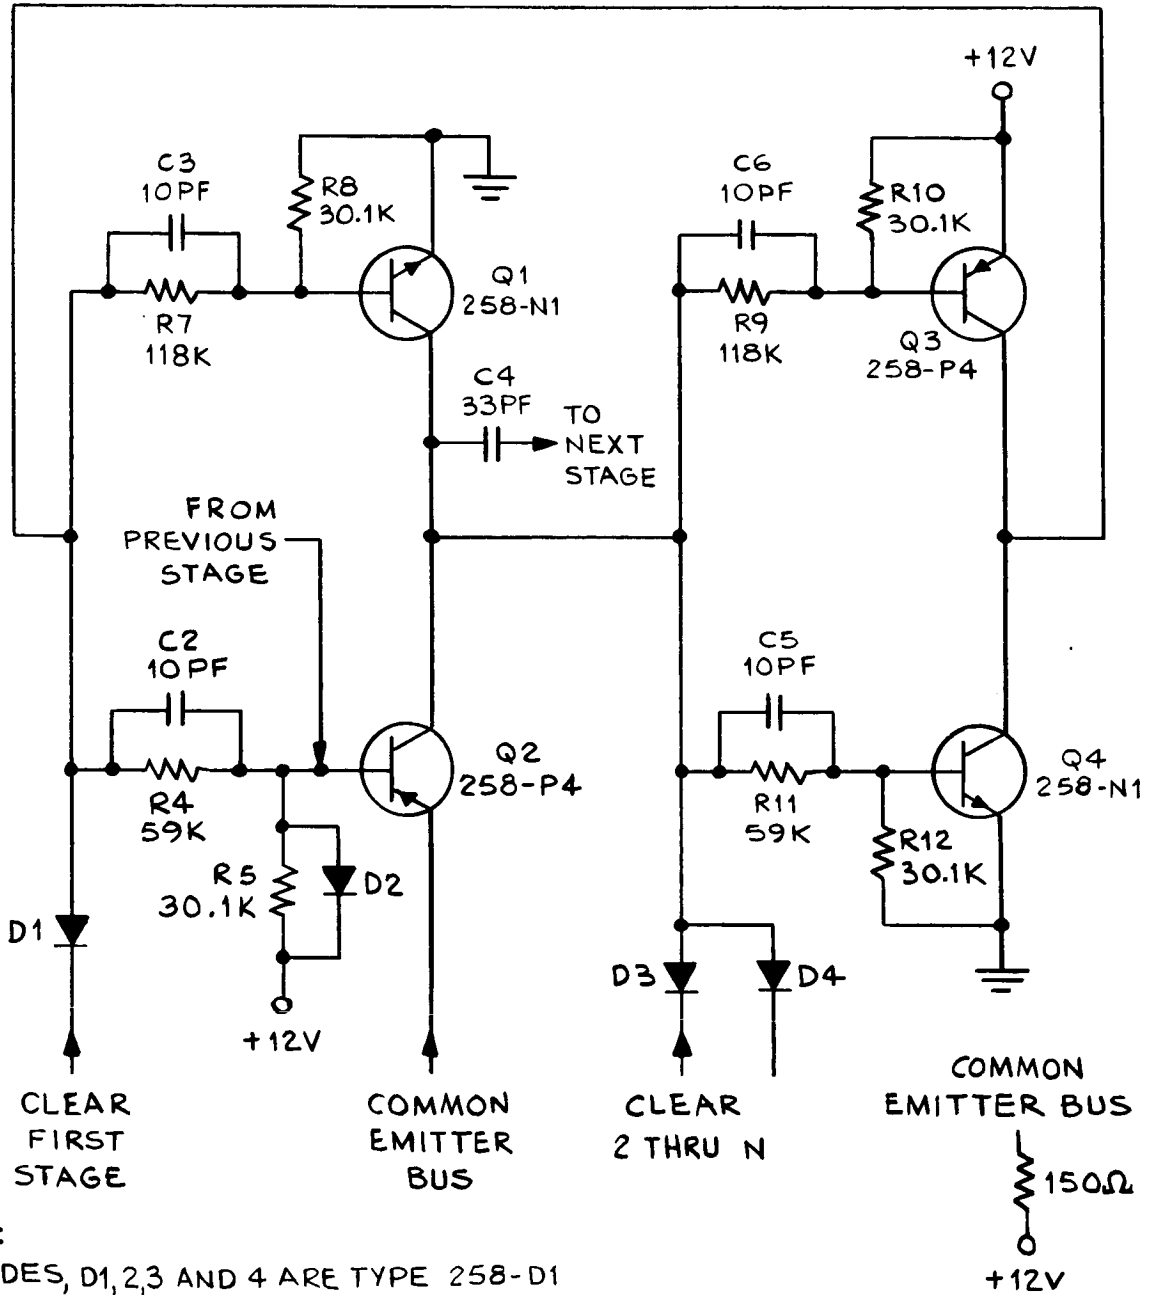 +12V
C3
10PF
R8
30.1K
C6
10PF
R10
30.1K
Q1
258-N1
R7
118K
R9
118K
Q3
258-P4
C4
33PF
TO
NEXT
STAGE
FROM
PREVIOUS
STAGE
C2
10PF
C5
10PF
Q2
258-P4
Q4
258-N1
R4
59K
R11
59K
R5
30.1K
D2
R12
30.1K
D1
D3
D4
+12V
CLEAR
FIRST
STAGE
COMMON
EMITTER
BUS
CLEAR
2 THRU N
COMMON
EMITTER BUS
150Ω
+12V
:
DES, D1,2,3 AND 4 ARE TYPE 258-D1